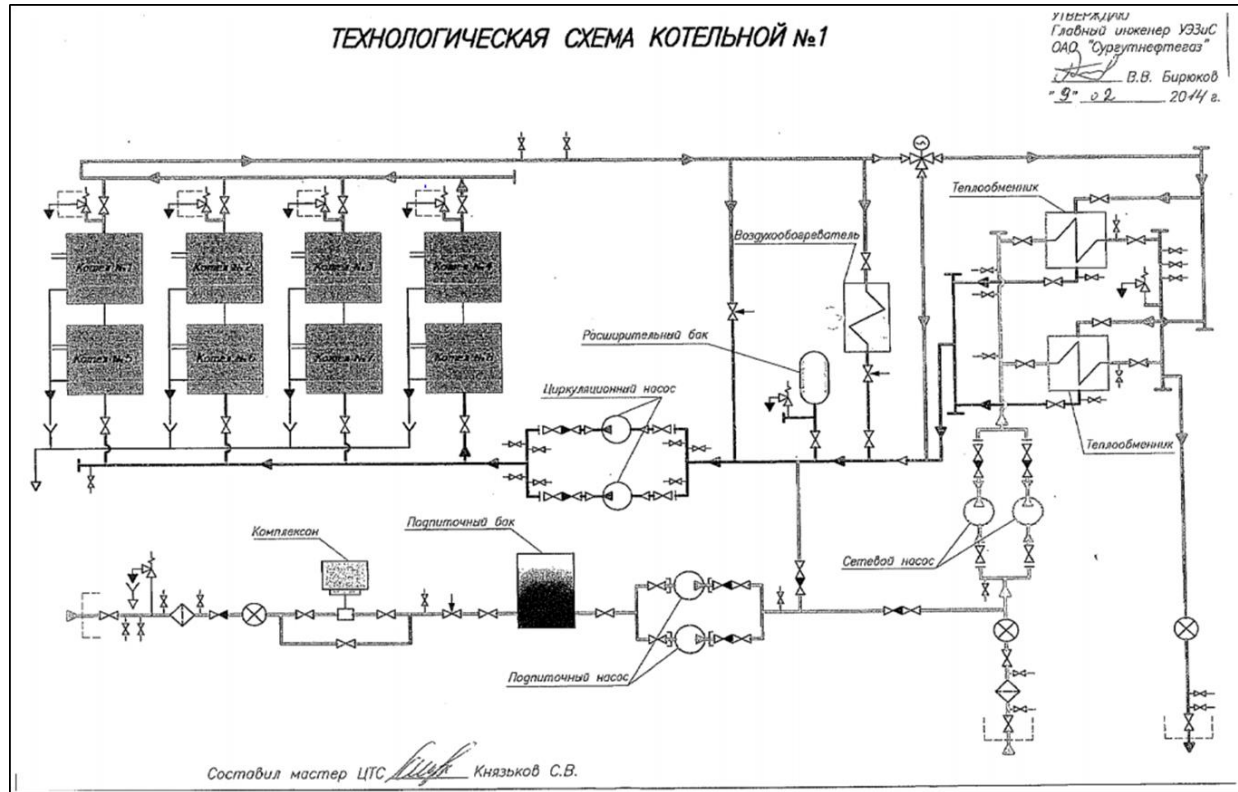 УТВЕРЖДАЮ
Главный инженер УЭЗиС
ОАО "Сургутнефтегаз"
В.В. Бирюков
"9" 02 2014 г.
ТЕХНОЛОГИЧЕСКАЯ СХЕМА КОТЕЛЬНОЙ №1
Теплообменник
Воздухообогреватель
Котел №1
Котел №2
Котел №3
Котел №4
Расширительный бак
Котел №5
Котел №6
Котел №7
Котел №8
Циркуляционный насос
Теплообменник
Подпиточный бак
Комплексон
Сетевой насос
Подпиточный насос
Составил мастер ЦТС Князьков С.В.